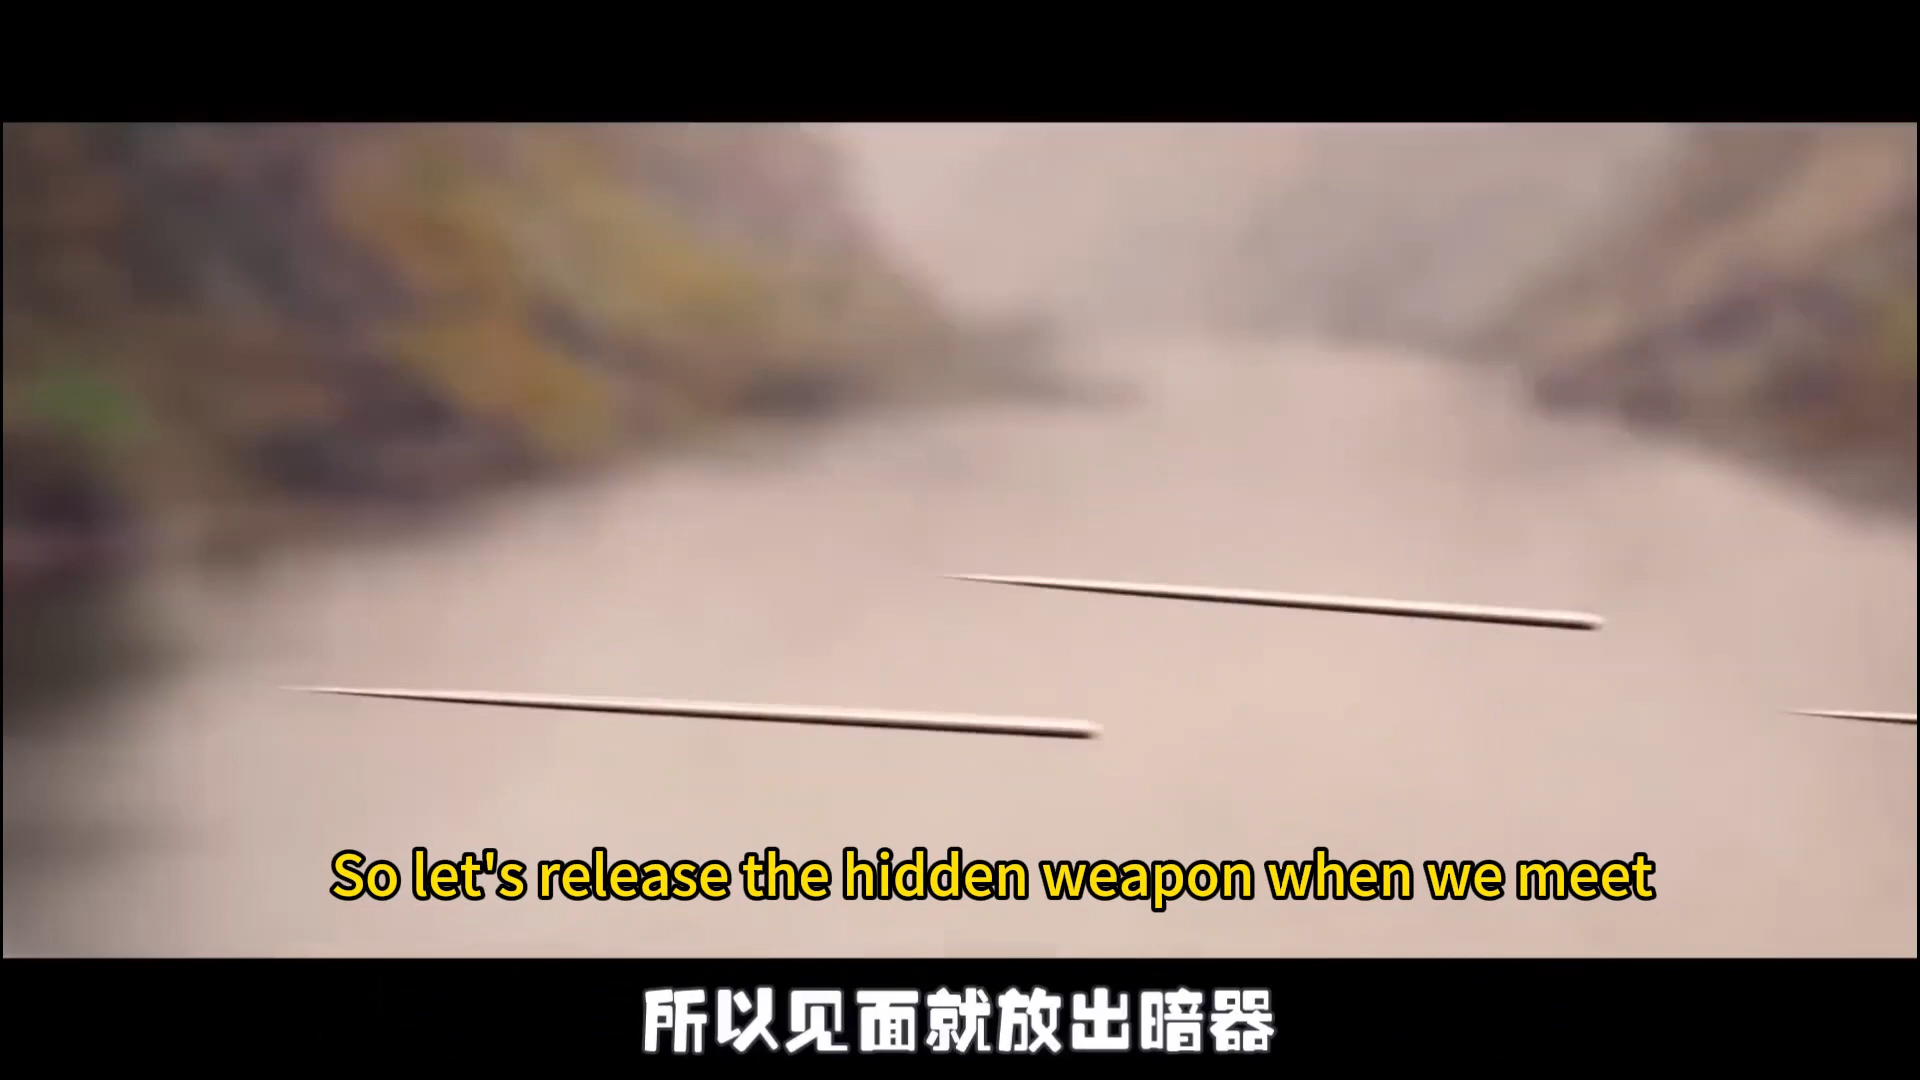 So let's release the hidden weapon when we meet
所以见面就放出暗器